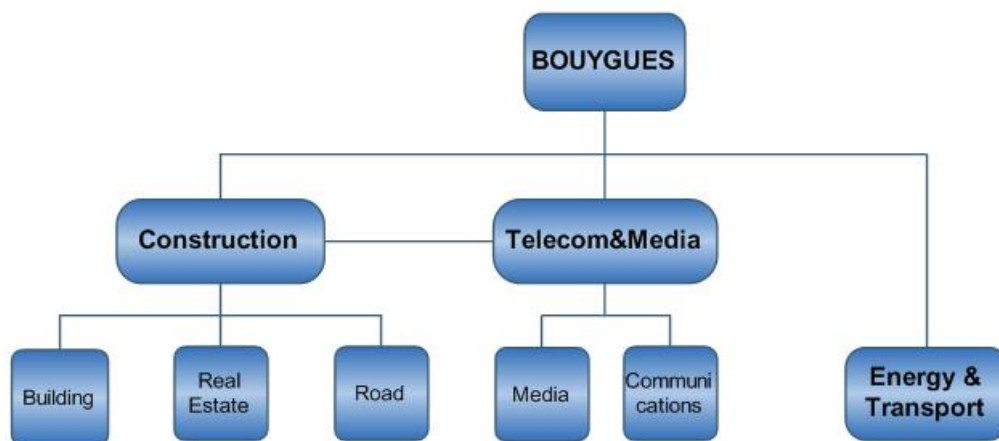 BOUYGUES
Construction
Telecom&Media
Building
Real
Estate
Road
Media
Communi
cations
Energy &
Transport